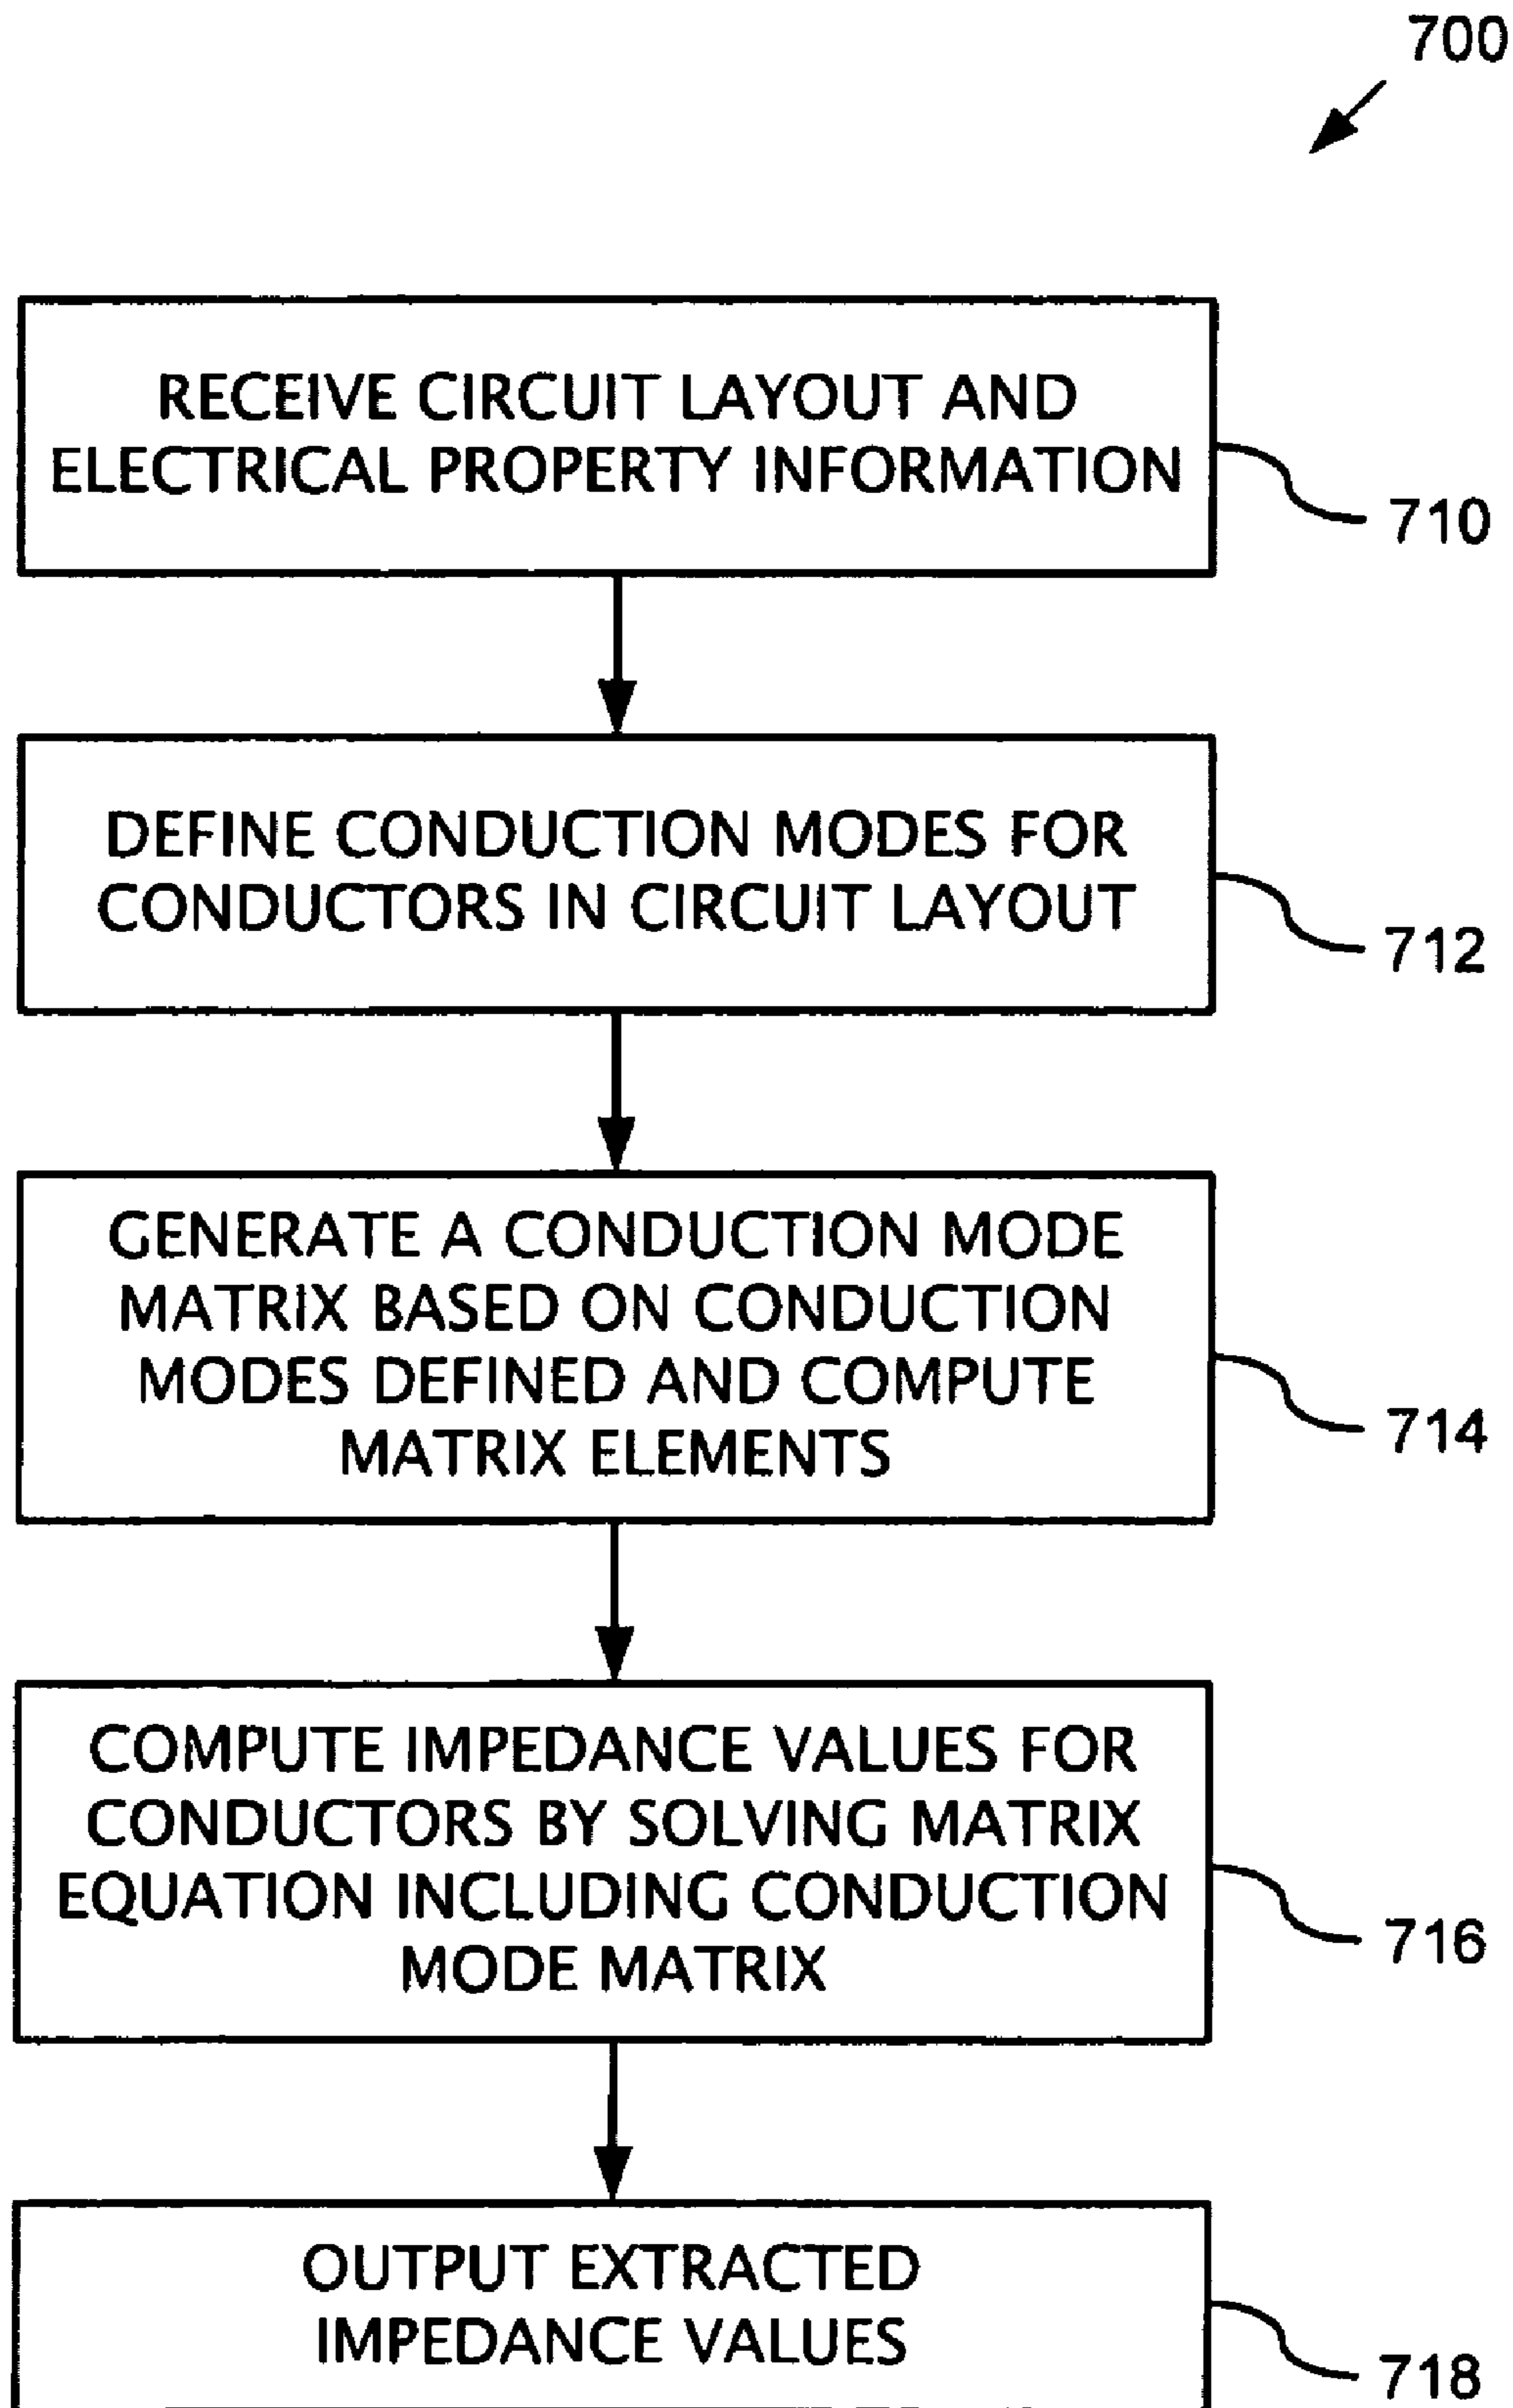 700
RECEIVE CIRCUIT LAYOUT AND
ELECTRICAL PROPERTY INFORMATION
710
DEFINE CONDUCTION MODES FOR
CONDUCTORS IN CIRCUIT LAYOUT
712
GENERATE A CONDUCTION MODE
MATRIX BASED ON CONDUCTION
MODES DEFINED AND COMPUTE
MATRIX ELEMENTS
714
COMPUTE IMPEDANCE VALUES FOR
CONDUCTORS BY SOLVING MATRIX
EQUATION INCLUDING CONDUCTION
MODE MATRIX
716
OUTPUT EXTRACTED
IMPEDANCE VALUES
718